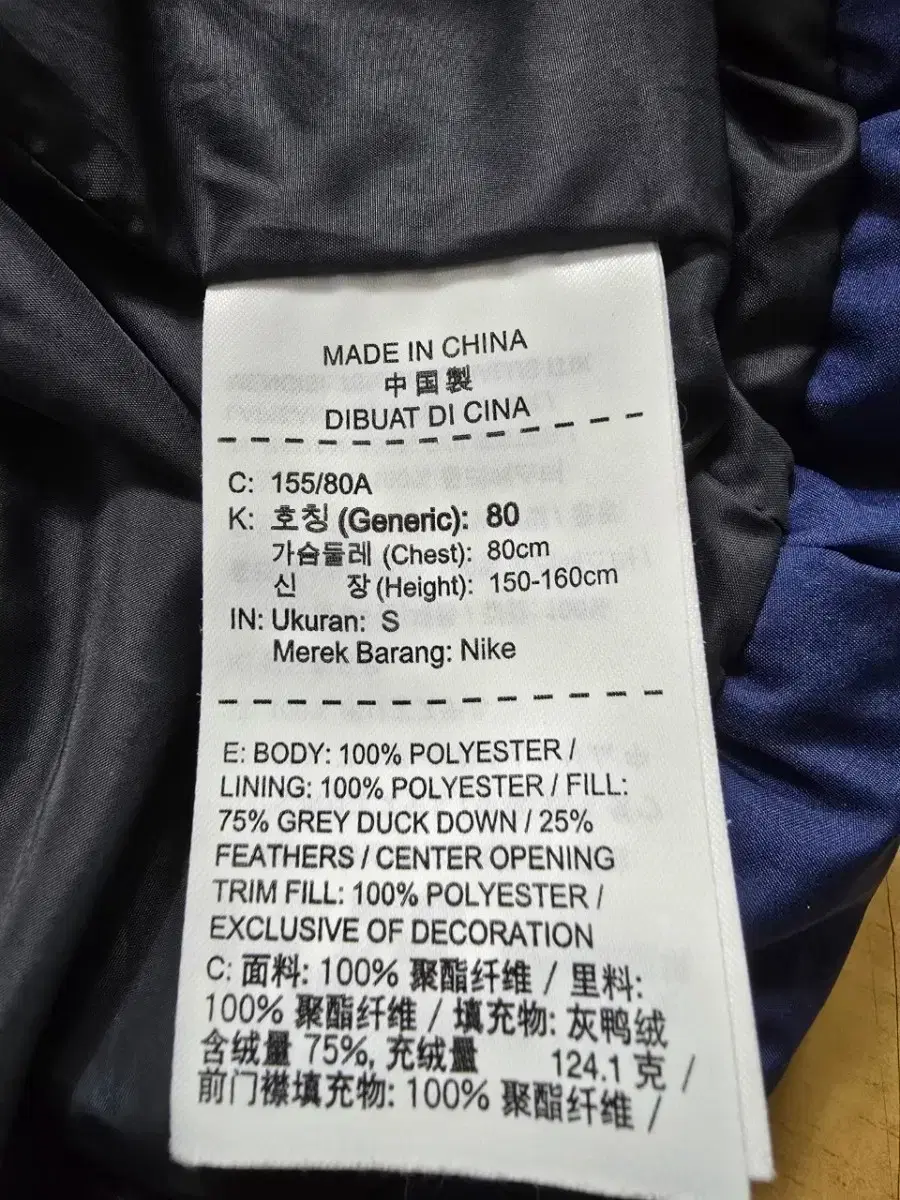 MADE IN CHINA
中国製
DIBUAT DI CINA
C: 155/80A
K: 호칭 (Generic): 80
가슴둘레 (Chest): 80cm
신 장 (Height): 150-160cm
IN: Ukuran: S
Merek Barang: Nike
E: BODY: 100% POLYESTER /
LINING: 100% POLYESTER / FILL:
75% GREY DUCK DOWN / 25%
FEATHERS / CENTER OPENING
TRIM FILL: 100% POLYESTER /
EXCLUSIVE OF DECORATION
C: 面料: 100% 聚酯纤维 / 里料:
100% 聚酯纤维 / 填充物: 灰鸭绒
含绒量 75%, 充绒量 124.1 克 /
前门襟填充物: 100% 聚酯纤维 /